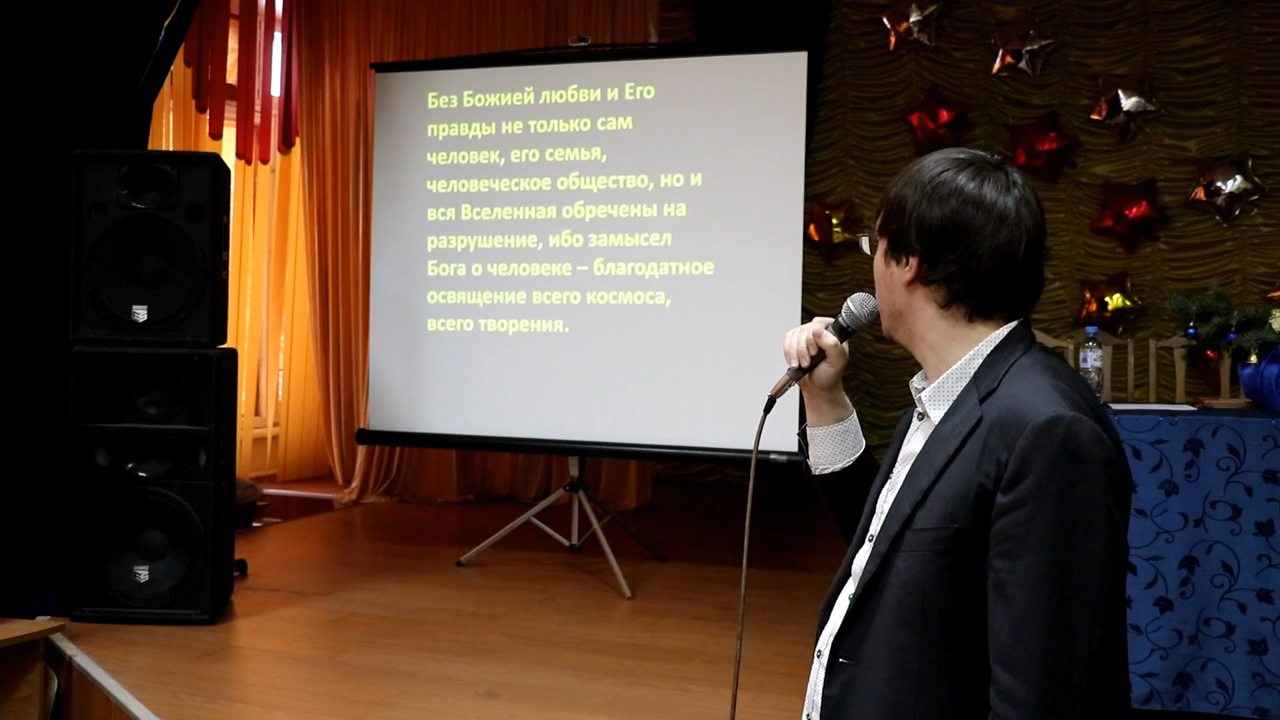 Без Божией любви и Его
правды не только сам
человек, его семья,
человеческое общество, но и
вся Вселенная обречены на
разрушение, ибо замысел
Бога о человеке – благодатное
освящение всего космоса,
всего творения.